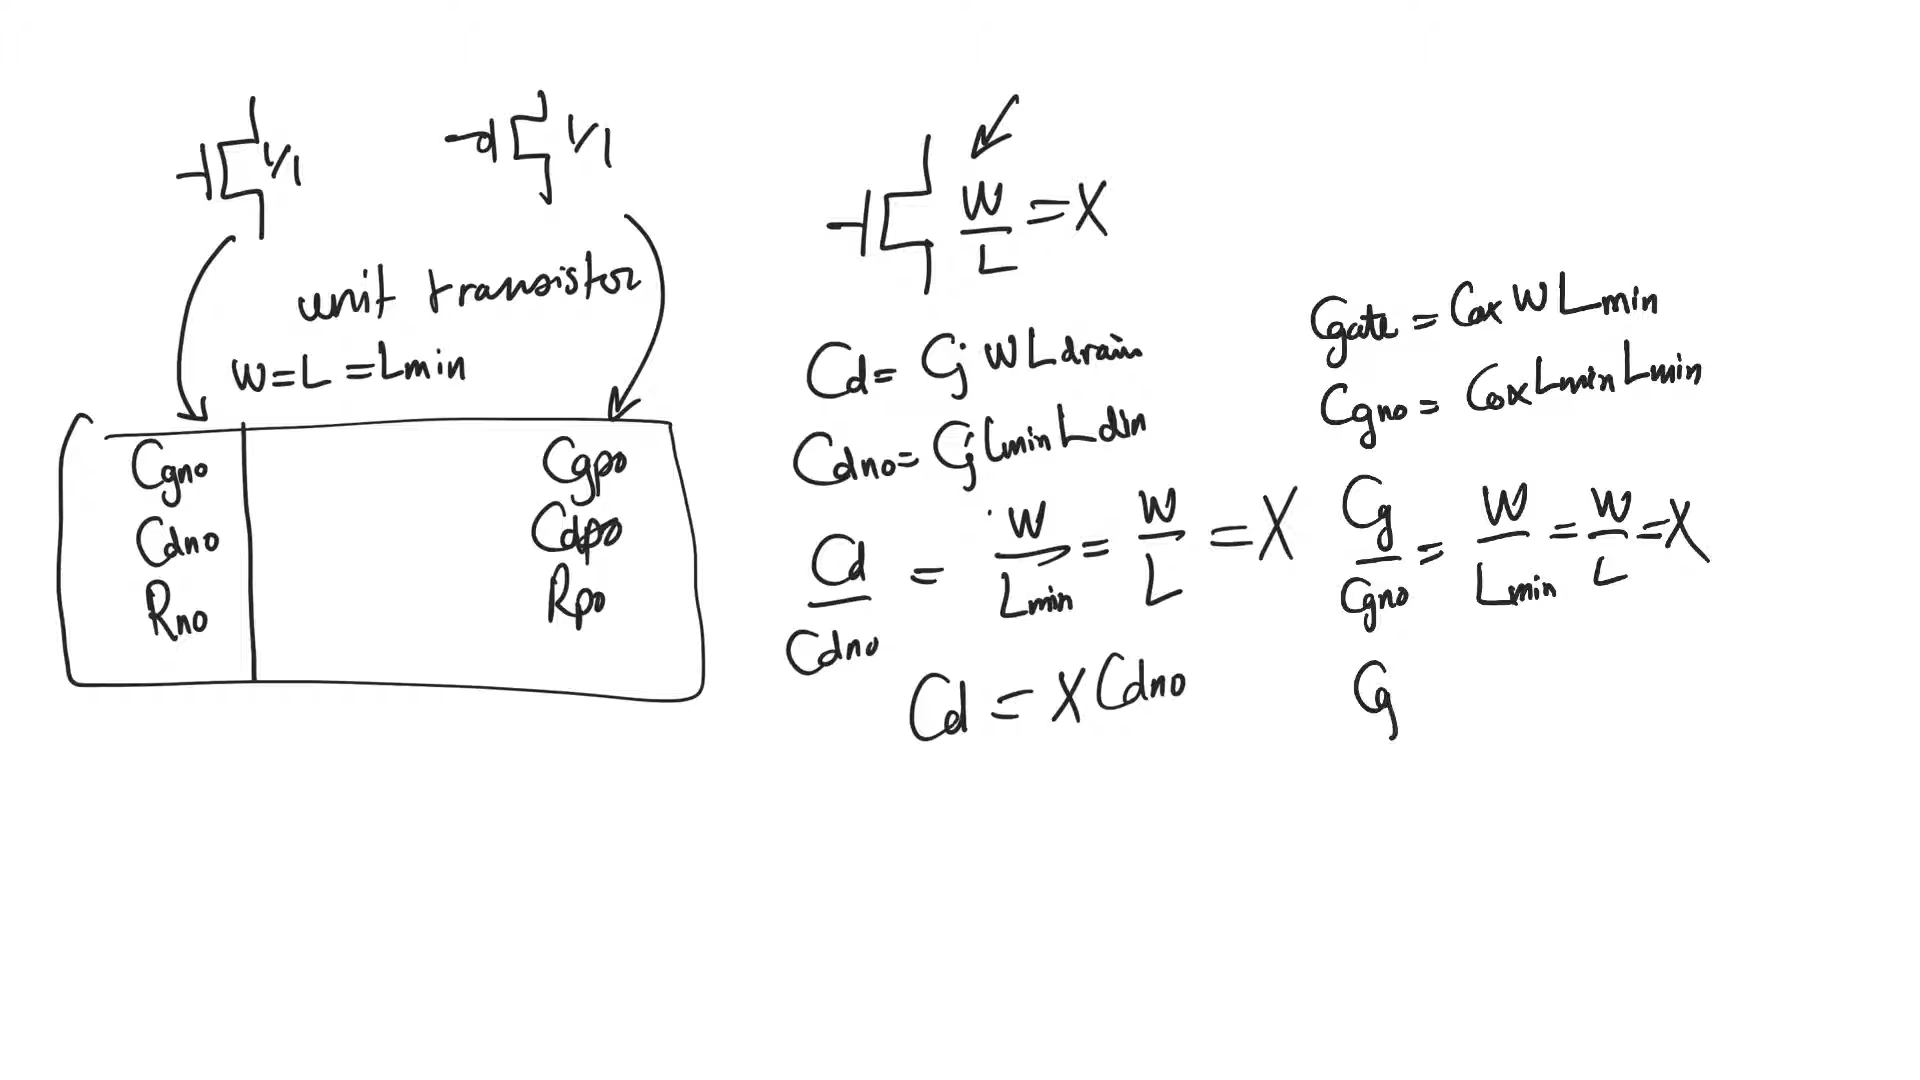 1/1
1/1
unit transistor
W=L=Lmin
Cgno Cgpo
Cdno Cdpo
Rno Rpo
W/L = X
Cd = Cj W Ldrain
Cdno = Cj Lmin Ldin
Cd/Cdno = W/Lmin = W/L = X
Cd = X Cdno
Cgate = Cox W Lmin
Cgno = Cox Lmin Lmin
Cg/Cgno = W/Lmin = W/L = X
Cg